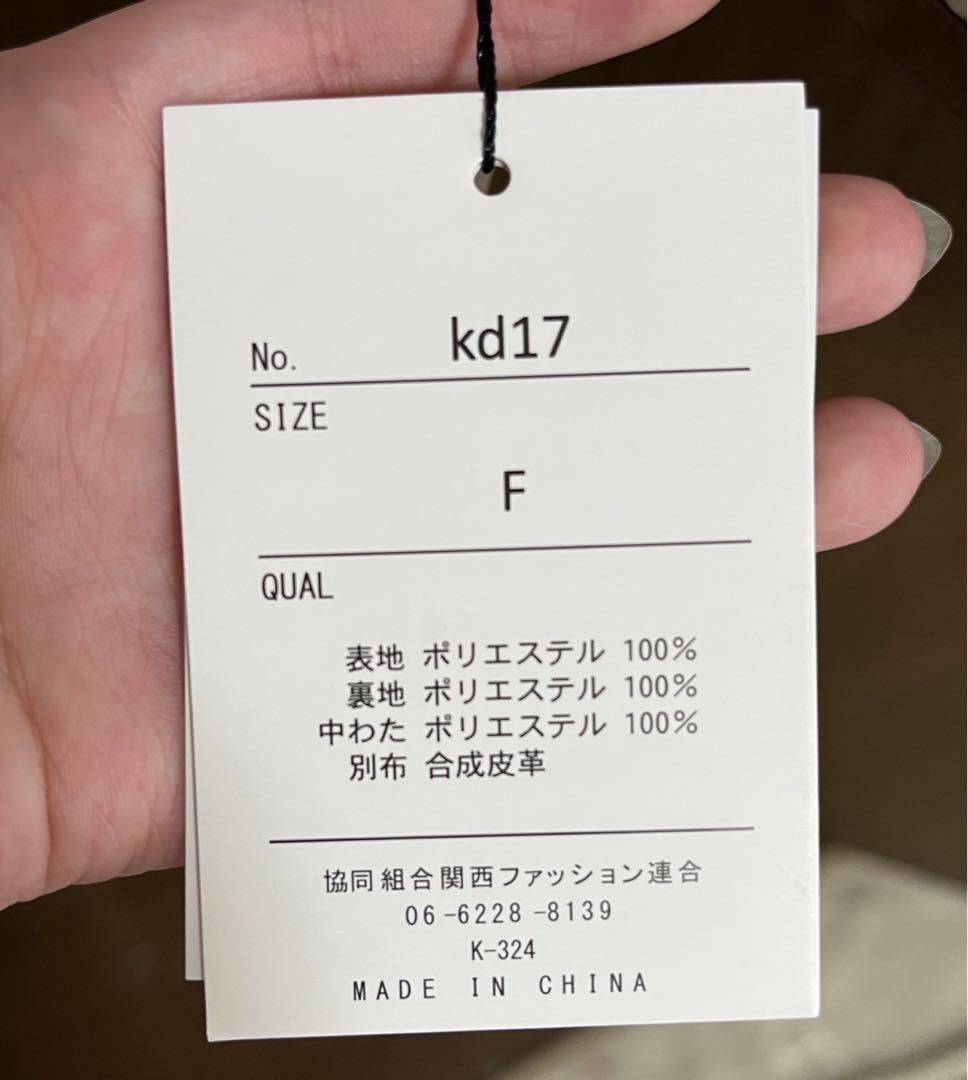 No. kd17
SIZE
F
QUAL
表地 ポリエステル 100%
裏地 ポリエステル 100%
中わた ポリエステル 100%
別布 合成皮革
協同組合関西ファッション連合
06-6228-8139
K-324
MADE IN CHINA